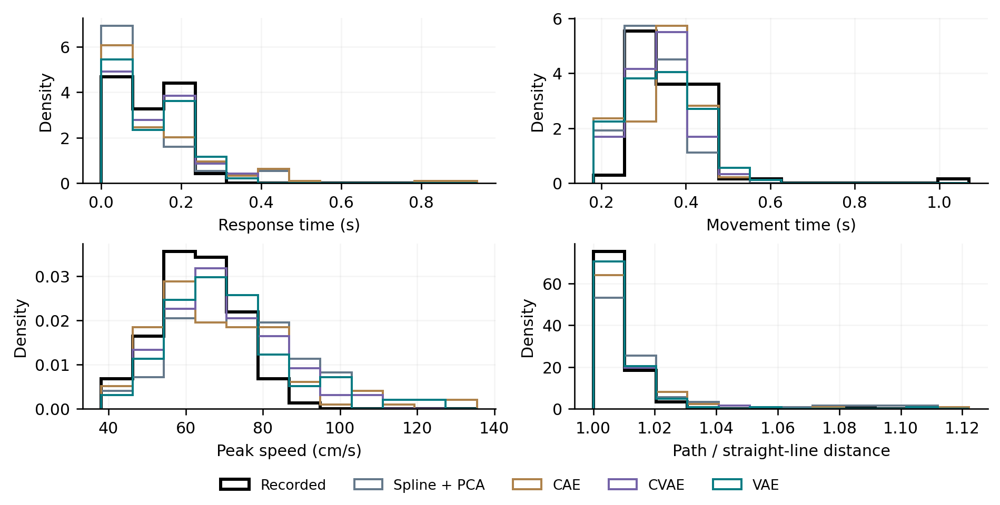 Density
6
4
2
0
0.0 0.2 0.4 0.6 0.8
Response time (s)
Density
6
4
2
0
0.2 0.4 0.6 0.8 1.0
Movement time (s)
Density
0.03
0.02
0.01
0.00
40 60 80 100 120 140
Peak speed (cm/s)
Density
60
40
20
0
1.00 1.02 1.04 1.06 1.08 1.10 1.12
Path / straight-line distance
Recorded Spline + PCA CAE CVAE VAE